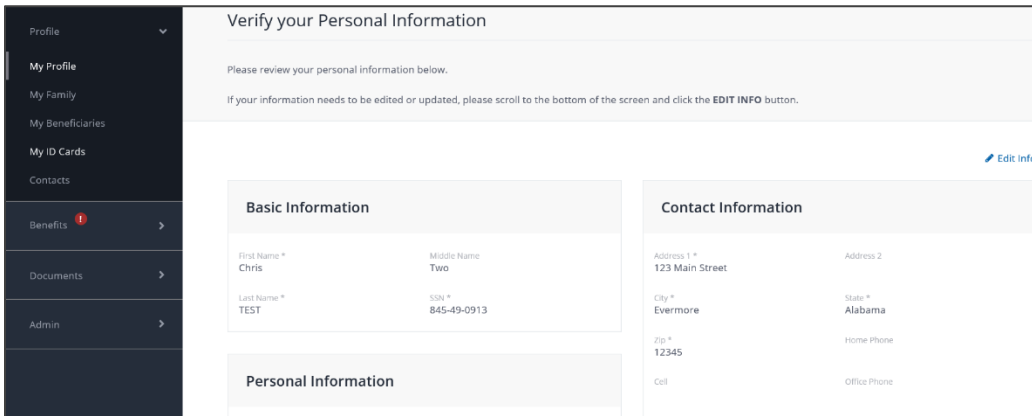 Profile
My Profile
My Family
My Beneficiaries
My ID Cards
Contacts
Benefits !
Documents
Admin
Verify your Personal Information
Please review your personal information below.
If your information needs to be edited or updated, please scroll to the bottom of the screen and click the EDIT INFO button.
Edit Inf
Basic Information
First Name * Middle Name
Chris Two
Last Name * SSN *
TEST 845-49-0913
Personal Information
Contact Information
Address 1 * Address 2
123 Main Street
City * State *
Evermore Alabama
Zip * Home Phone
12345
Cell Office Phone